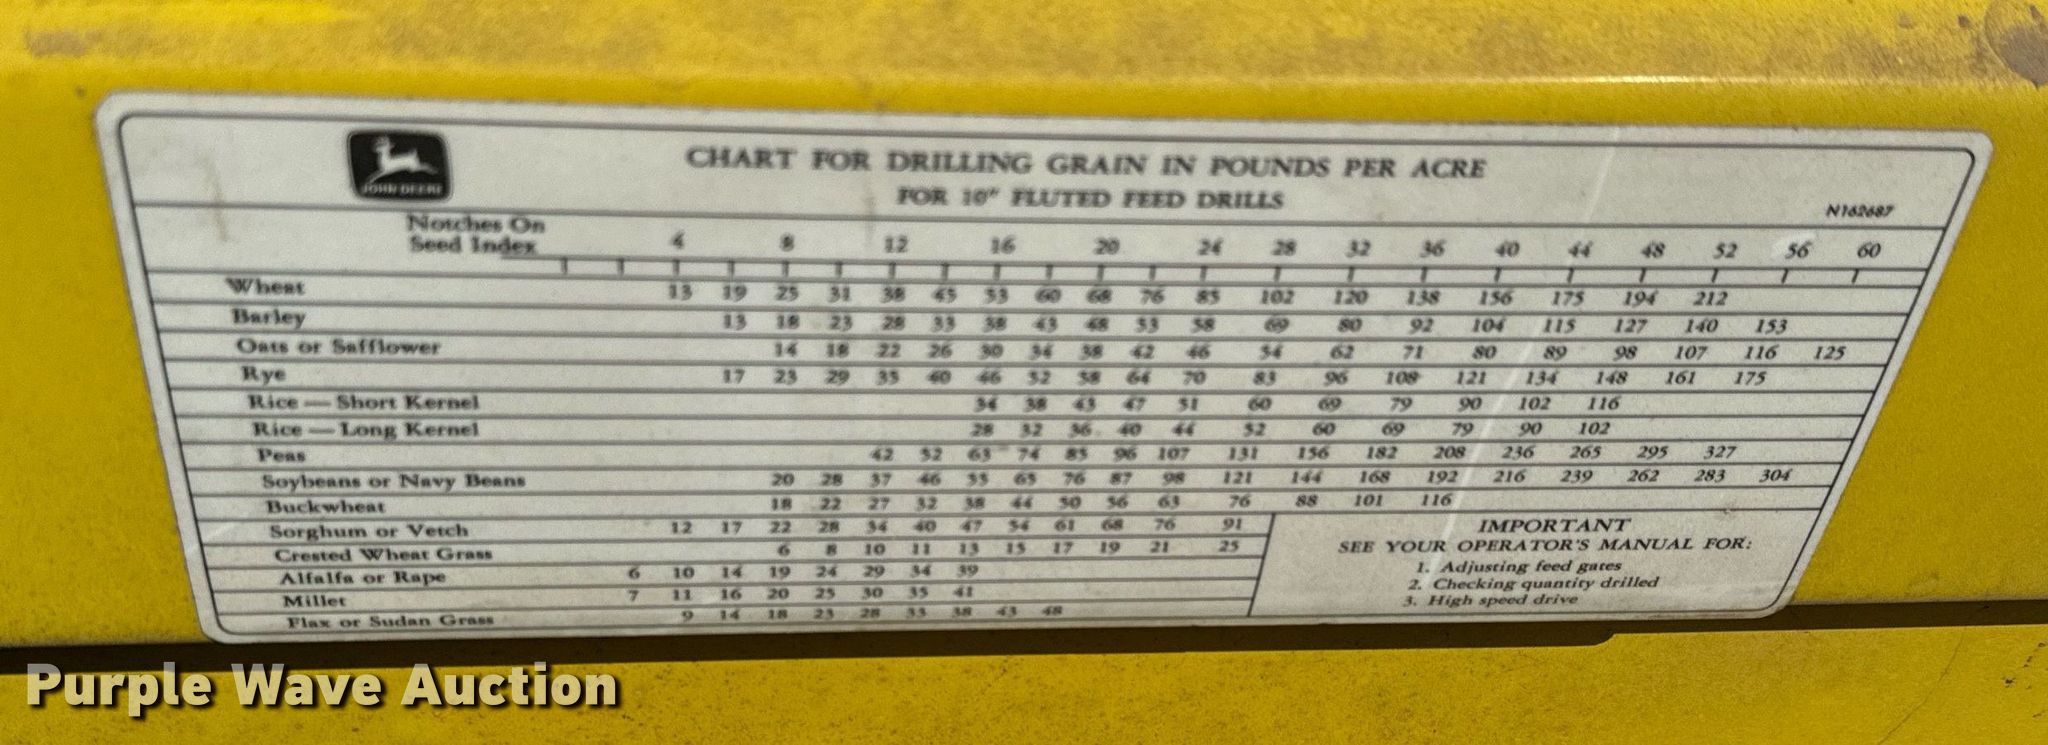 JOHN DEERE
CHART FOR DRILLING GRAIN IN POUNDS PER ACRE
FOR 10" FLUTED FEED DRILLS
N162687
Notches On
Seed Index 4 8 12 16 20 24 28 32 36 40 44 48 52 56 60
Wheat 13 19 25 31 38 45 53 60 68 76 85 102 120 138 156 175 194 212
Barley 13 18 23 28 33 38 43 48 53 58 69 80 92 104 115 127 140 153
Oats or Safflower 14 18 22 26 30 34 38 42 46 54 62 71 80 89 98 107 116 125
Rye 17 23 29 35 40 46 52 58 64 70 83 96 108 121 134 148 161 175
Rice — Short Kernel 34 38 43 47 51 60 69 79 90 102 116
Rice — Long Kernel 28 32 36 40 44 52 60 69 79 90 102
Peas 42 52 63 74 85 96 107 131 156 182 208 236 265 295 327
Soybeans or Navy Beans 20 28 37 46 55 65 76 87 98 121 144 168 192 216 239 262 283 304
Buckwheat 18 22 27 32 38 44 50 56 63 76 88 101 116
Sorghum or Vetch 12 17 22 28 34 40 47 54 61 68 76 91
Crested Wheat Grass 6 8 10 11 13 15 17 19 21 25
Alfalfa or Rape 6 10 14 19 24 29 34 39
Millet 7 11 16 20 25 30 35 41
Flax or Sudan Grass 9 14 18 23 28 33 38 43 48
IMPORTANT
SEE YOUR OPERATOR'S MANUAL FOR:
1. Adjusting feed gates
2. Checking quantity drilled
3. High speed drive
Purple Wave Auction